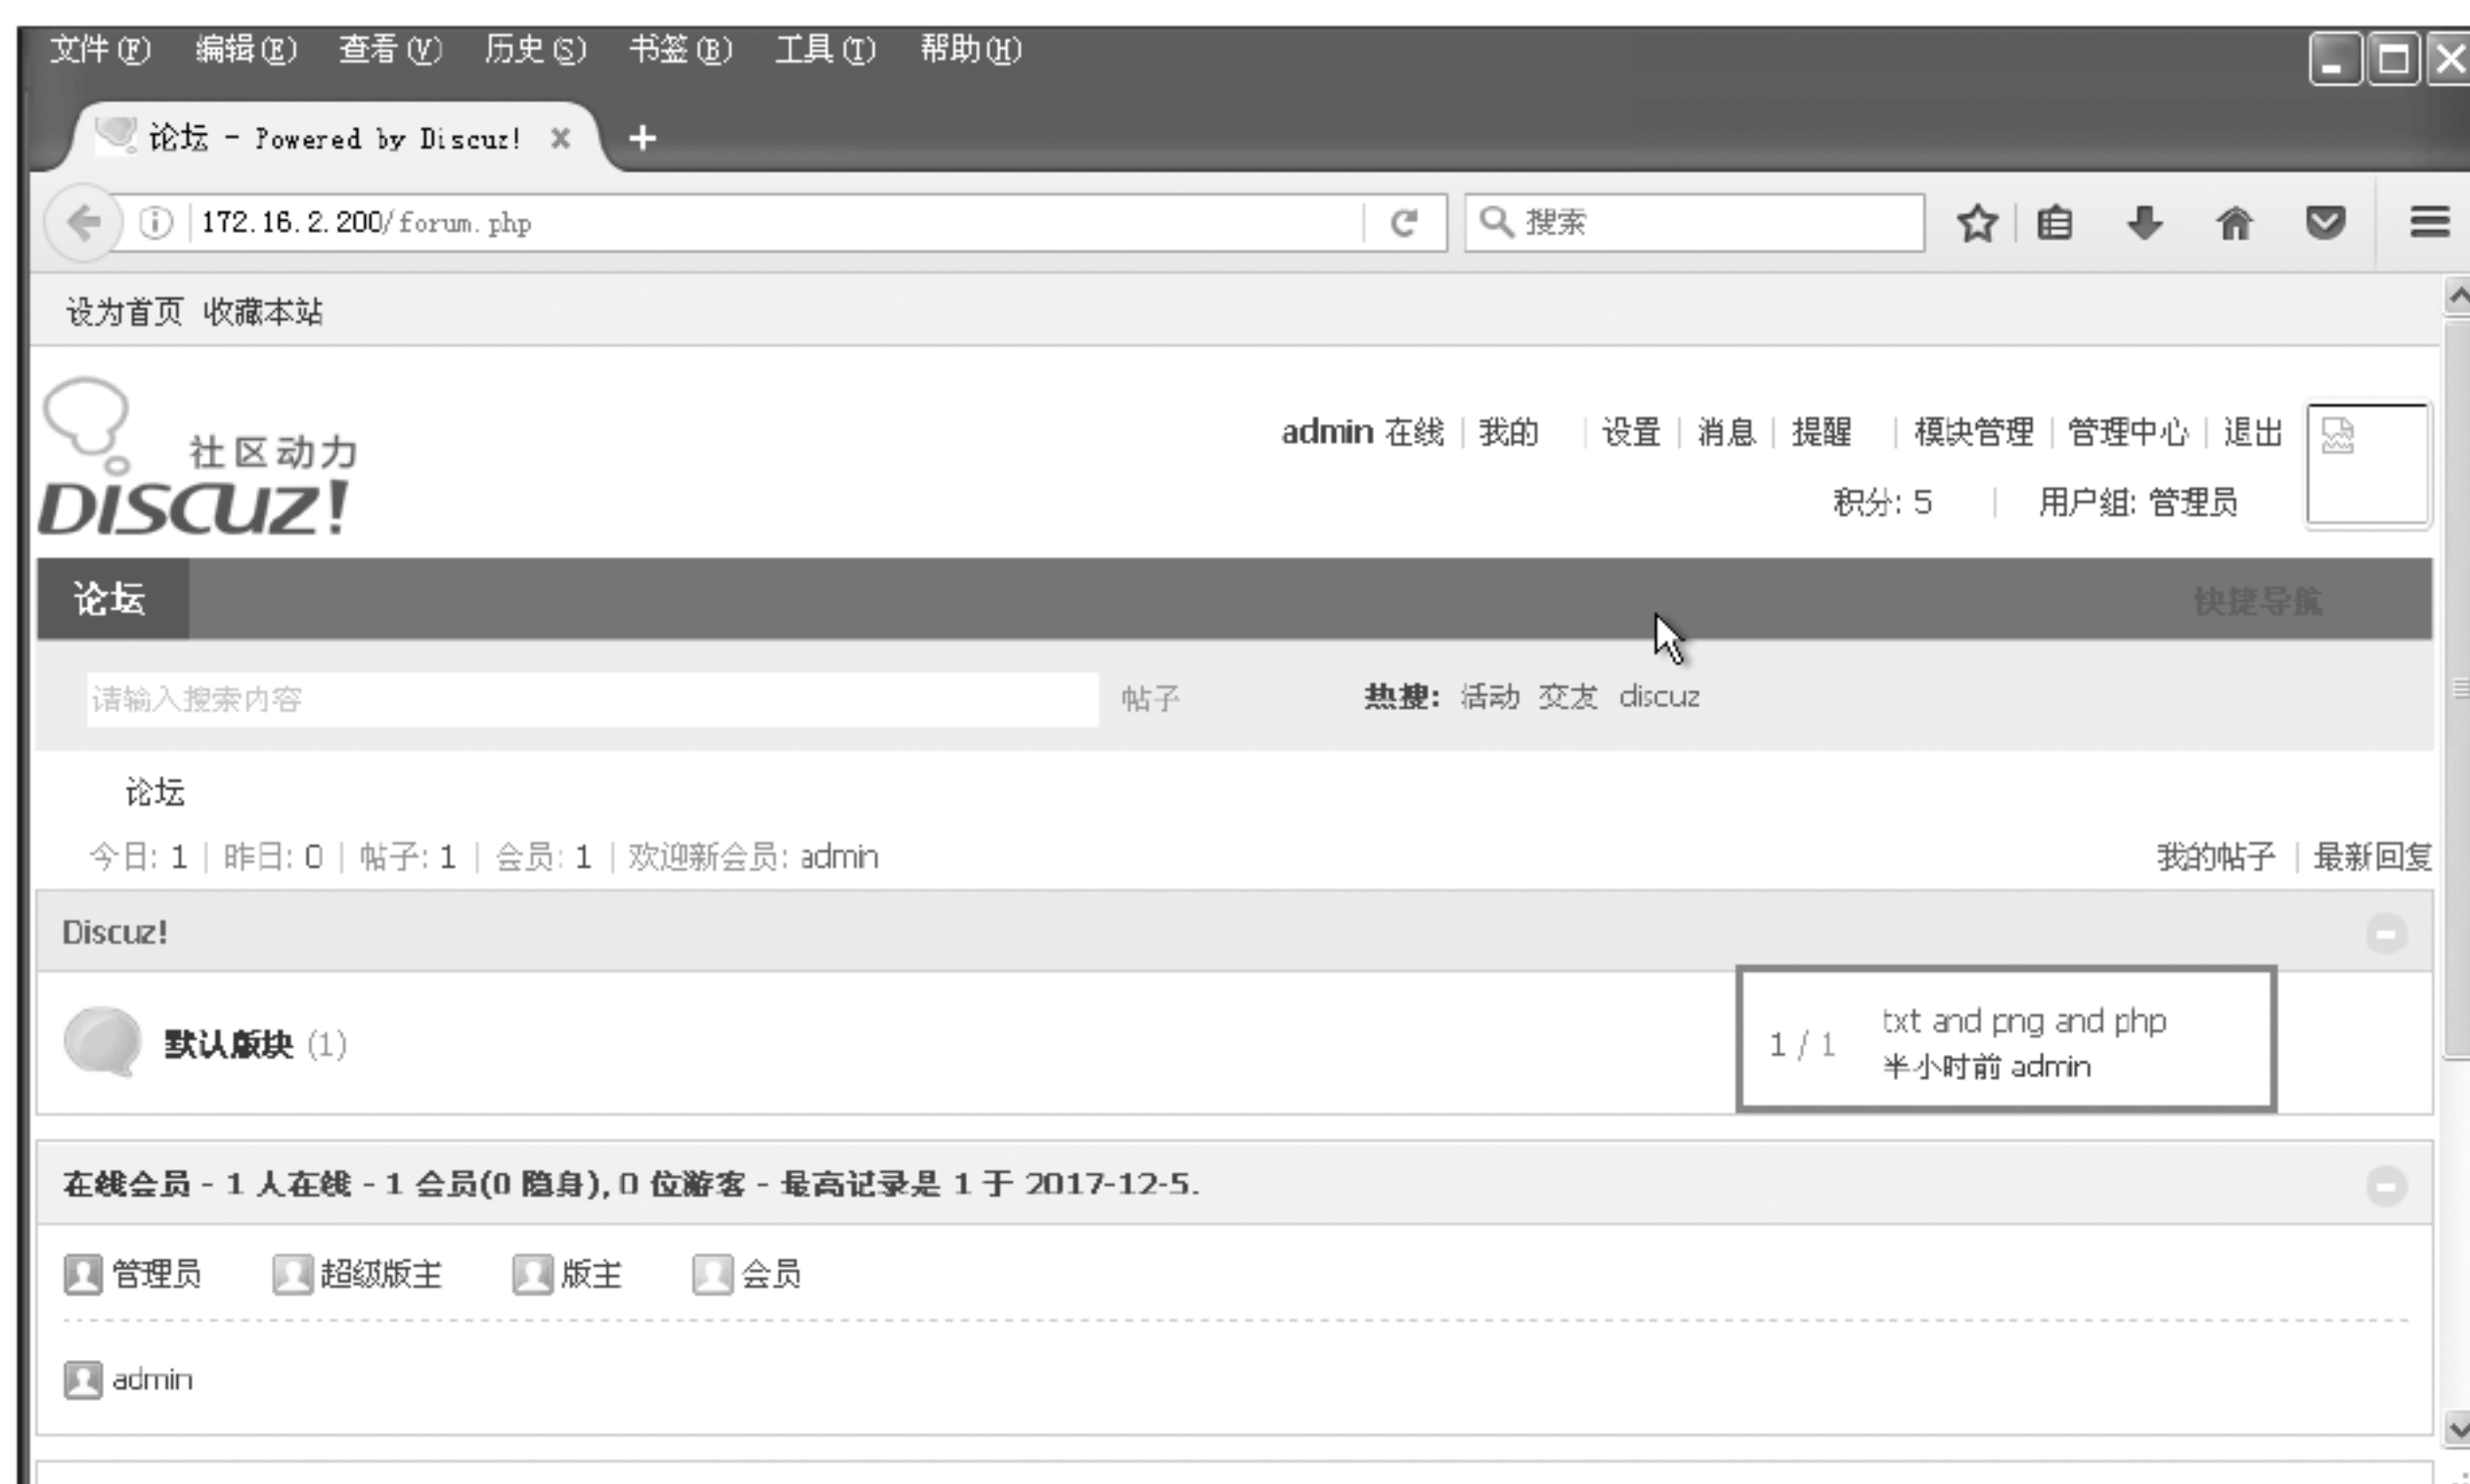 文件(F) 编辑(E) 查看(V) 历史(S) 书签(B) 工具(T) 帮助(H)
论坛 - Powered by Discuz!
172.16.2.200/forum.php 搜索
设为首页 收藏本站
社区动力
DISCUZ!
admin 在线 | 我的 | 设置 | 消息 | 提醒 | 模块管理 | 管理中心 | 退出
积分: 5 | 用户组: 管理员
论坛 快捷导航
请输入搜索内容 帖子 热搜: 活动 交友 discuz
论坛
今日: 1 | 昨日: 0 | 帖子: 1 | 会员: 1 | 欢迎新会员: admin 我的帖子 | 最新回复
Discuz!
默认版块 (1) 1 / 1 txt and png and php
半小时前 admin
在线会员 - 1 人在线 - 1 会员(0 隐身), 0 位游客 - 最高记录是 1 于 2017-12-5.
管理员 超级版主 版主 会员
admin